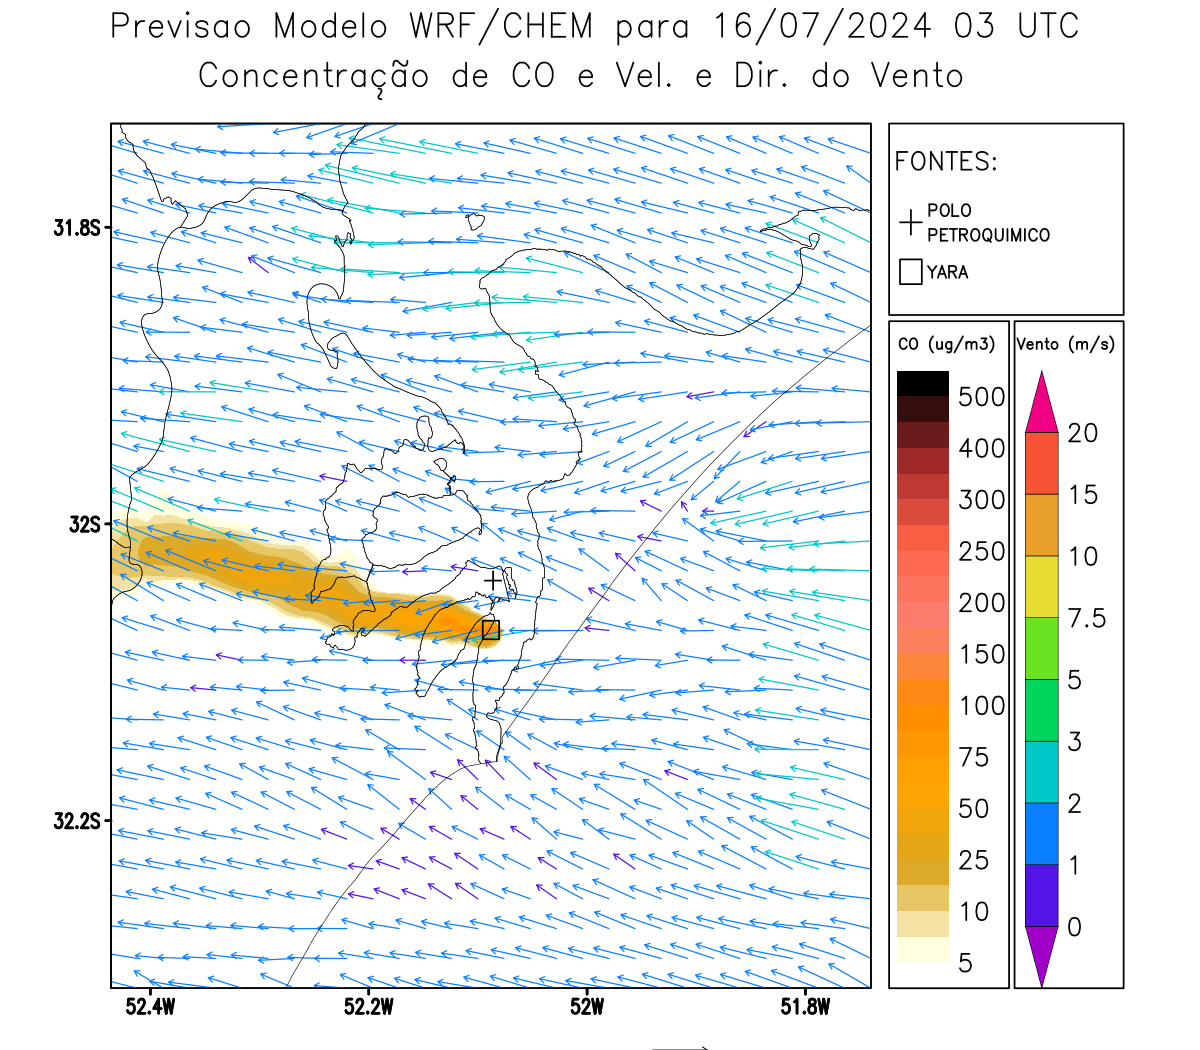 Previsao Modelo WRF/CHEM para 16/07/2024 03 UTC
Concentração de CO e Vel. e Dir. do Vento
FONTES:
POLO
PETROQUIMICO
YARA
CO (ug/m3)
500
400
300
250
200
150
100
75
50
25
10
5
Vento (m/s)
20
15
10
7.5
5
3
2
1
0
31.8S
32S
32.2S
52.4W
52.2W
52W
51.8W